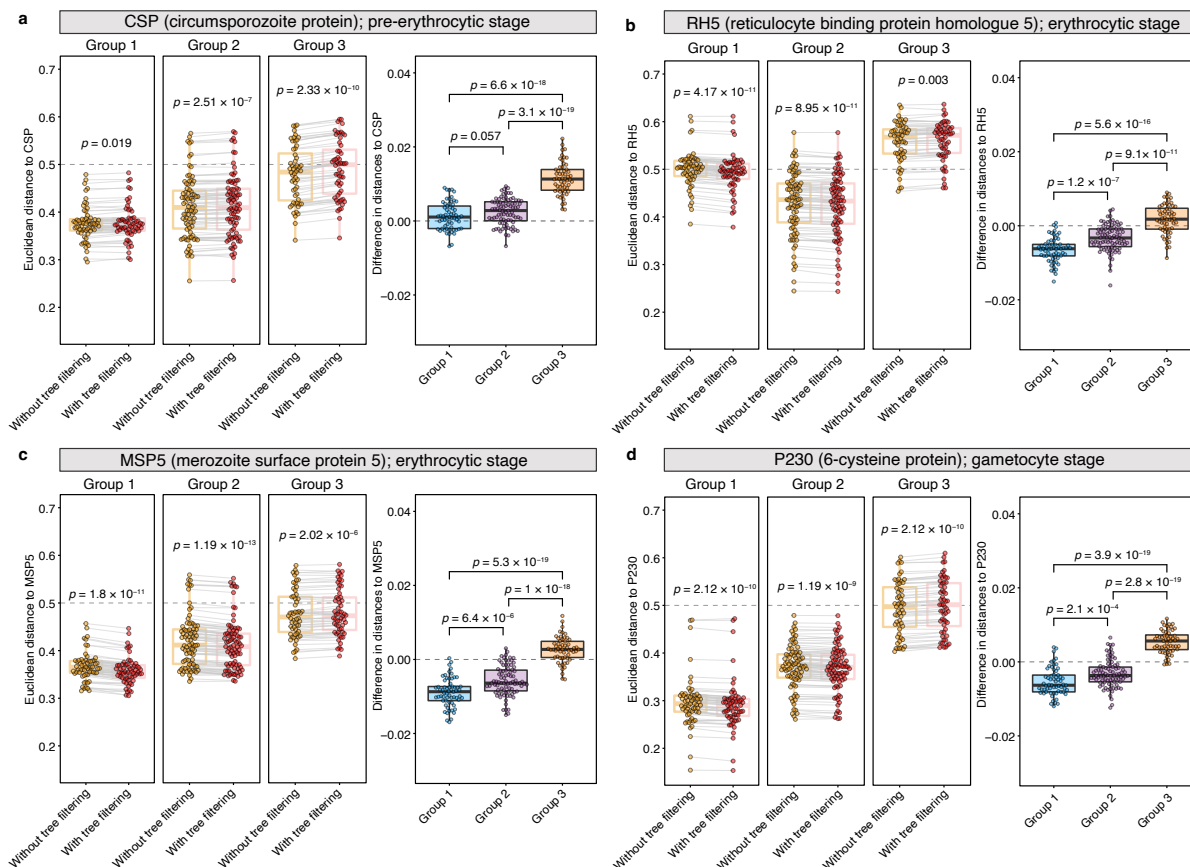 a
CSP (circumsporozoite protein); pre-erythrocytic stage
Group 1 Group 2 Group 3
Euclidean distance to CSP
0.7
0.6
0.5
0.4
0.3
0.2
p = 0.019
p = 2.51 × 10⁻⁷
p = 2.33 × 10⁻¹⁰
Without tree filtering
With tree filtering
Without tree filtering
With tree filtering
Without tree filtering
With tree filtering
Difference in distances to CSP
0.04
0.02
0.00
−0.02
p = 6.6 × 10⁻¹⁸
p = 3.1 × 10⁻¹⁹
p = 0.057
Group 1
Group 2
Group 3
b
RH5 (reticulocyte binding protein homologue 5); erythrocytic stage
Group 1 Group 2 Group 3
Euclidean distance to RH5
0.7
0.6
0.5
0.4
0.3
0.2
p = 4.17 × 10⁻¹¹
p = 8.95 × 10⁻¹¹
p = 0.003
Without tree filtering
With tree filtering
Without tree filtering
With tree filtering
Without tree filtering
With tree filtering
Difference in distances to RH5
0.04
0.02
0.00
−0.02
p = 5.6 × 10⁻¹⁶
p = 9.1 × 10⁻¹¹
p = 1.2 × 10⁻⁷
Group 1
Group 2
Group 3
c
MSP5 (merozoite surface protein 5); erythrocytic stage
Group 1 Group 2 Group 3
Euclidean distance to MSP5
0.7
0.6
0.5
0.4
0.3
0.2
p = 1.8 × 10⁻¹¹
p = 1.19 × 10⁻¹³
p = 2.02 × 10⁻⁶
Without tree filtering
With tree filtering
Without tree filtering
With tree filtering
Without tree filtering
With tree filtering
Difference in distances to MSP5
0.04
0.02
0.00
−0.02
p = 5.3 × 10⁻¹⁹
p = 1 × 10⁻¹⁸
p = 6.4 × 10⁻⁶
Group 1
Group 2
Group 3
d
P230 (6-cysteine protein); gametocyte stage
Group 1 Group 2 Group 3
Euclidean distance to P230
0.7
0.6
0.5
0.4
0.3
0.2
p = 2.12 × 10⁻¹⁰
p = 1.19 × 10⁻⁹
p = 2.12 × 10⁻¹⁰
Without tree filtering
With tree filtering
Without tree filtering
With tree filtering
Without tree filtering
With tree filtering
Difference in distances to P230
0.04
0.02
0.00
−0.02
p = 3.9 × 10⁻¹⁹
p = 2.8 × 10⁻¹⁹
p = 2.1 × 10⁻⁴
Group 1
Group 2
Group 3